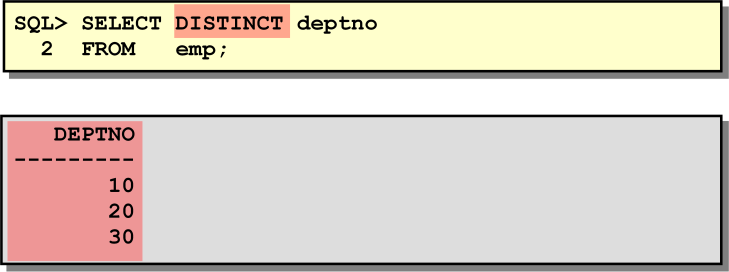 SQL> SELECT DISTINCT deptno
  2  FROM   emp;
   DEPTNO
---------
       10
       20
       30